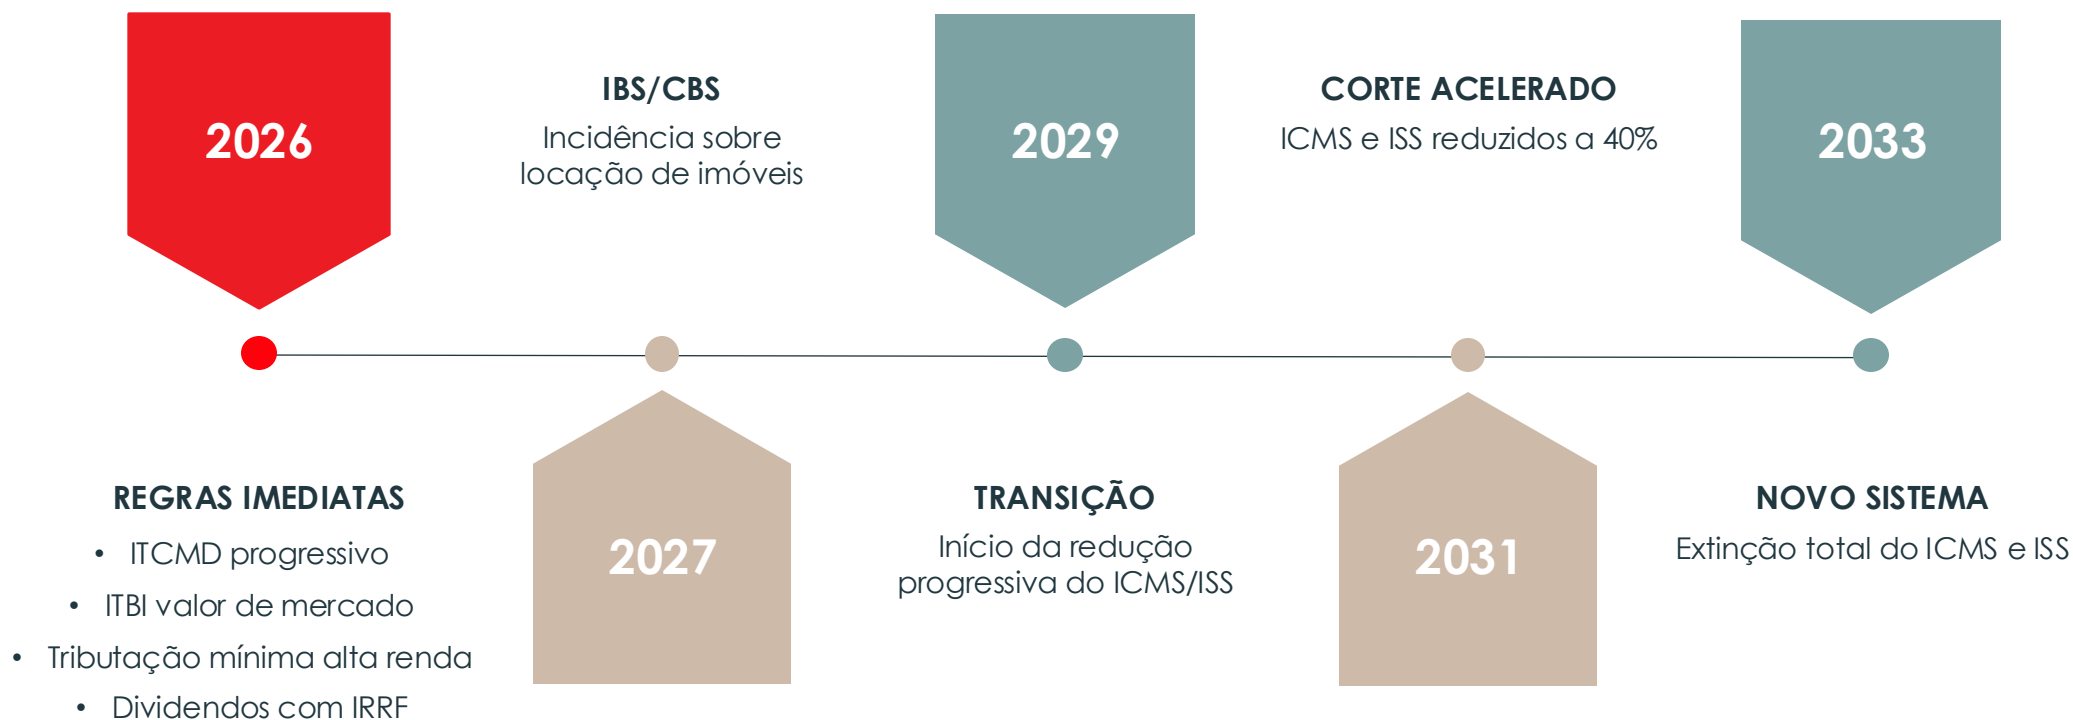 2026
REGRAS IMEDIATAS
• ITCMD progressivo
• ITBI valor de mercado
• Tributação mínima alta renda
• Dividendos com IRRF
IBS/CBS
Incidência sobre
locação de imóveis
2027
2029
TRANSIÇÃO
Início da redução
progressiva do ICMS/ISS
CORTE ACELERADO
ICMS e ISS reduzidos a 40%
2031
2033
NOVO SISTEMA
Extinção total do ICMS e ISS